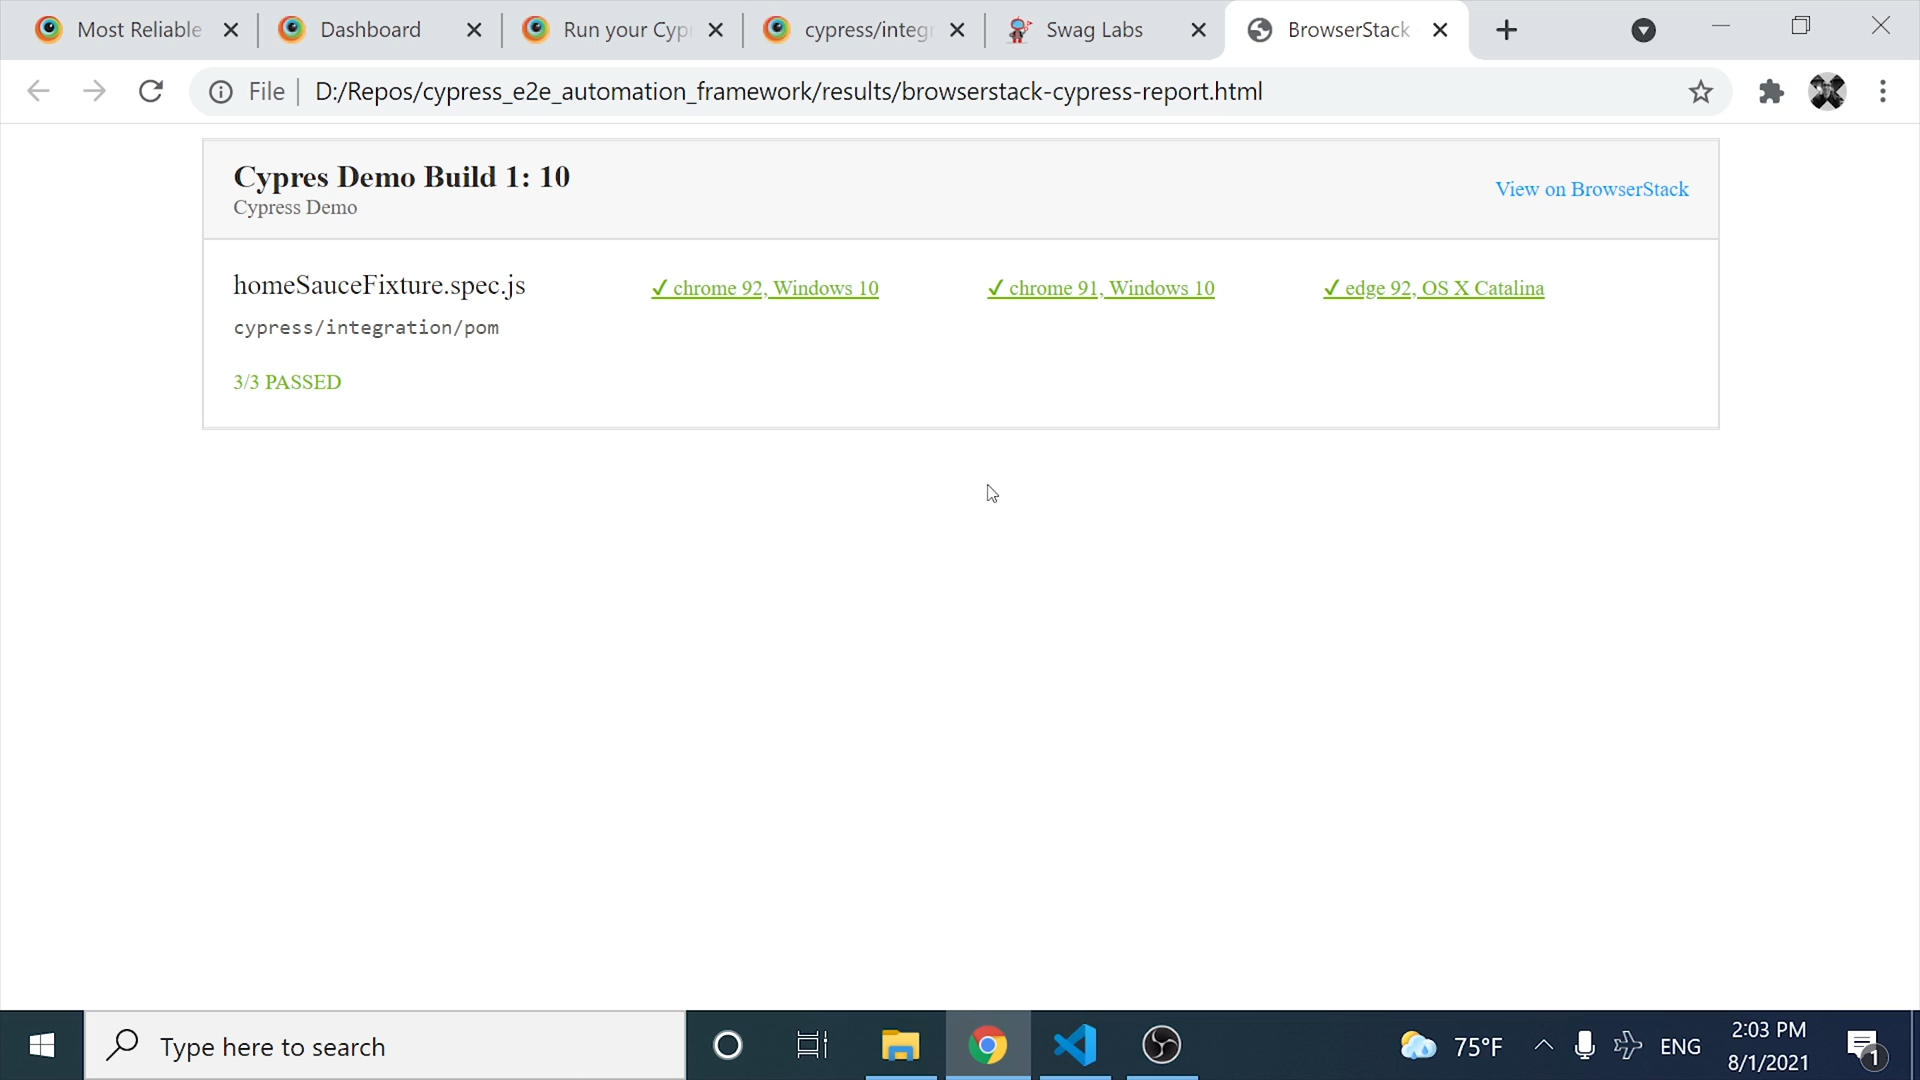 Most Reliable
Dashboard
Run your Cyp
cypress/integr
Swag Labs
BrowserStack
File
D:/Repos/cypress_e2e_automation_framework/results/browserstack-cypress-report.html
Cypres Demo Build 1: 10
Cypress Demo
View on BrowserStack
homeSauceFixture.spec.js
✓ chrome 92, Windows 10
✓ chrome 91, Windows 10
✓ edge 92, OS X Catalina
cypress/integration/pom
3/3 PASSED
Type here to search
75°F
ENG
2:03 PM
8/1/2021
1